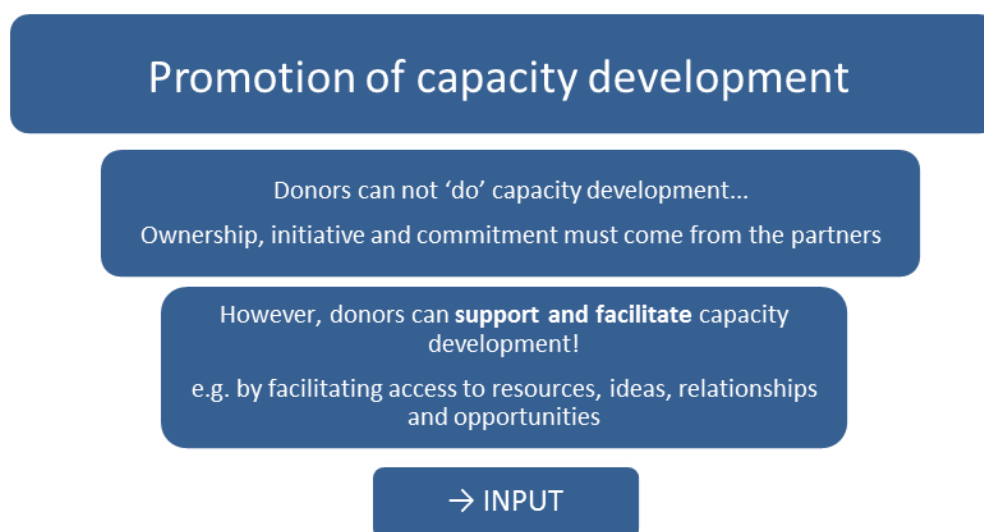 Promotion of capacity development
Donors can not ‘do’ capacity development...
Ownership, initiative and commitment must come from the partners
However, donors can support and facilitate capacity
development!
e.g. by facilitating access to resources, ideas, relationships
and opportunities
→ INPUT